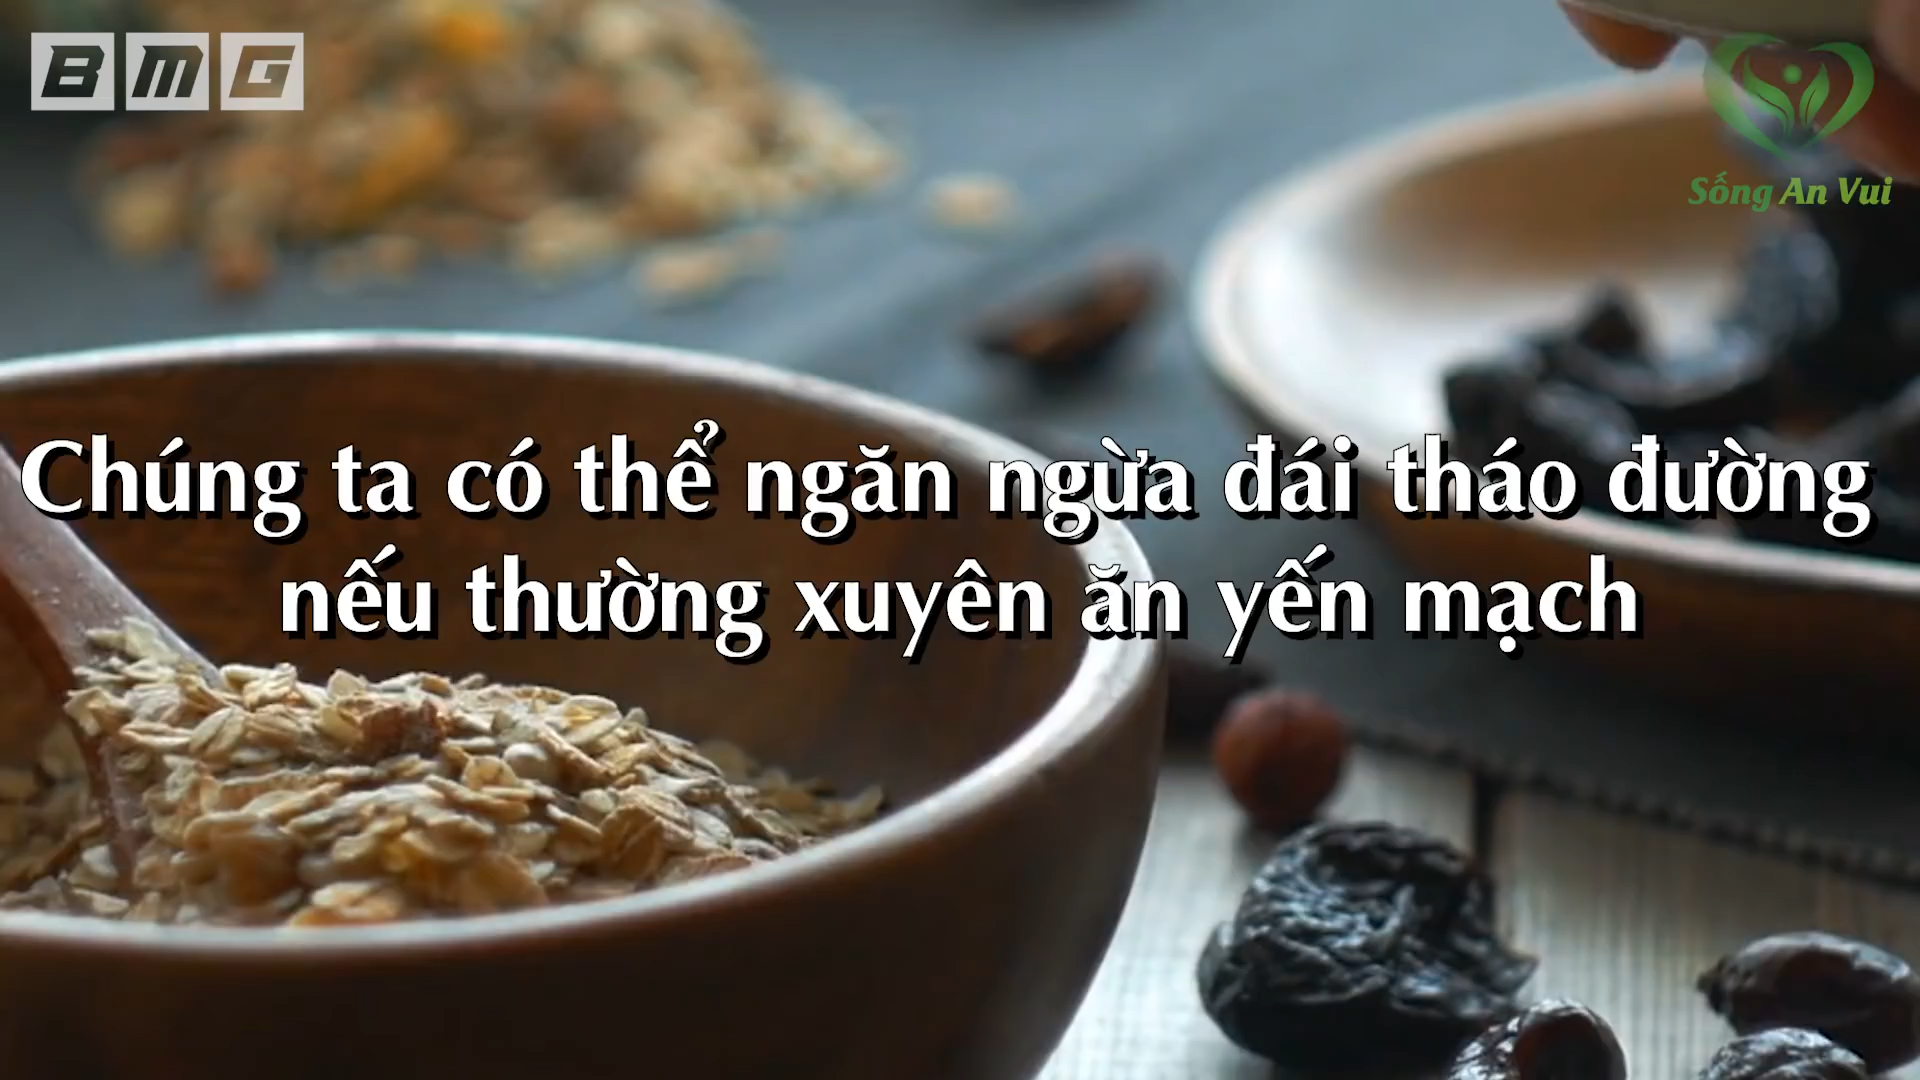 BMG
Sống An Vui
Chúng ta có thể ngăn ngừa đái tháo đường
nếu thường xuyên ăn yến mạch